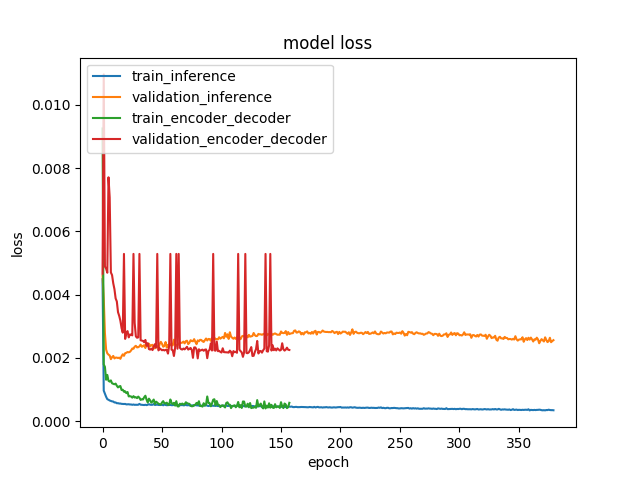 model loss
train_inference
validation_inference
train_encoder_decoder
validation_encoder_decoder
0.010
0.008
0.006
0.004
0.002
0.000
loss
0 50 100 150 200 250 300 350
epoch